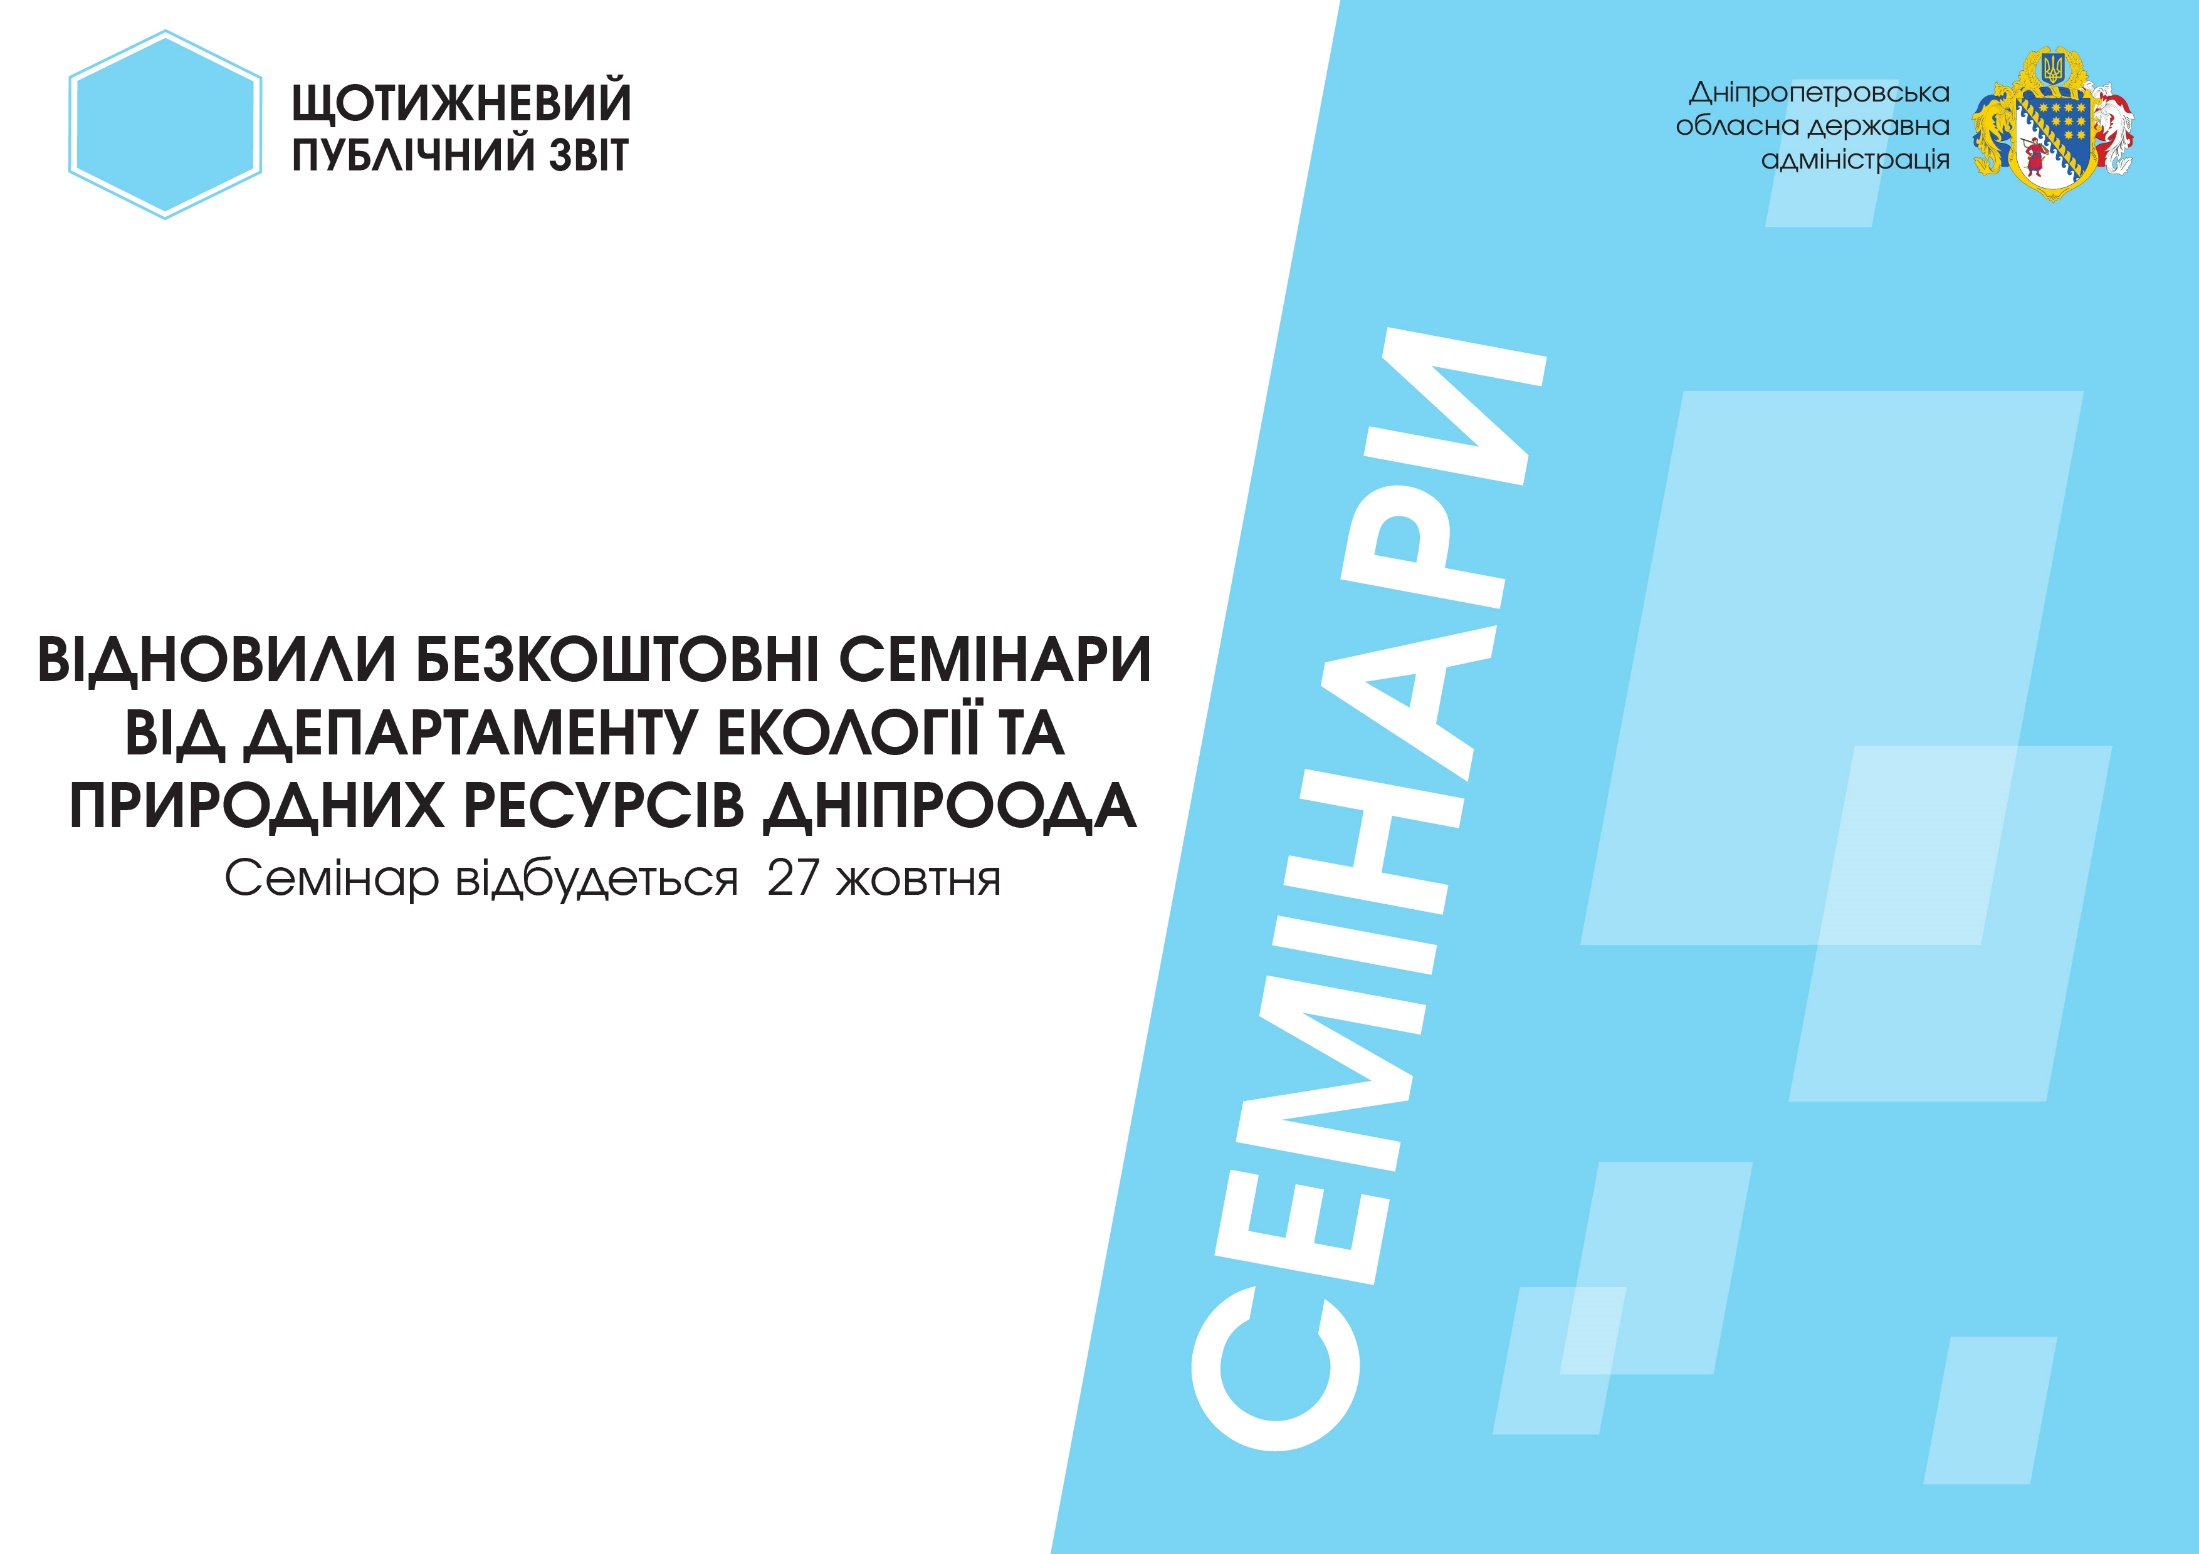 ЩОТИЖНЕВИЙ
ПУБЛІЧНИЙ ЗВІТ
Дніпропетровська
обласна державна
адміністрація
ВІДНОВИЛИ БЕЗКОШТОВНІ СЕМІНАРИ
ВІД ДЕПАРТАМЕНТУ ЕКОЛОГІЇ ТА
ПРИРОДНИХ РЕСУРСІВ ДНІПРООДА
Семінар відбудеться 27 жовтня
СЕМІНАРИ